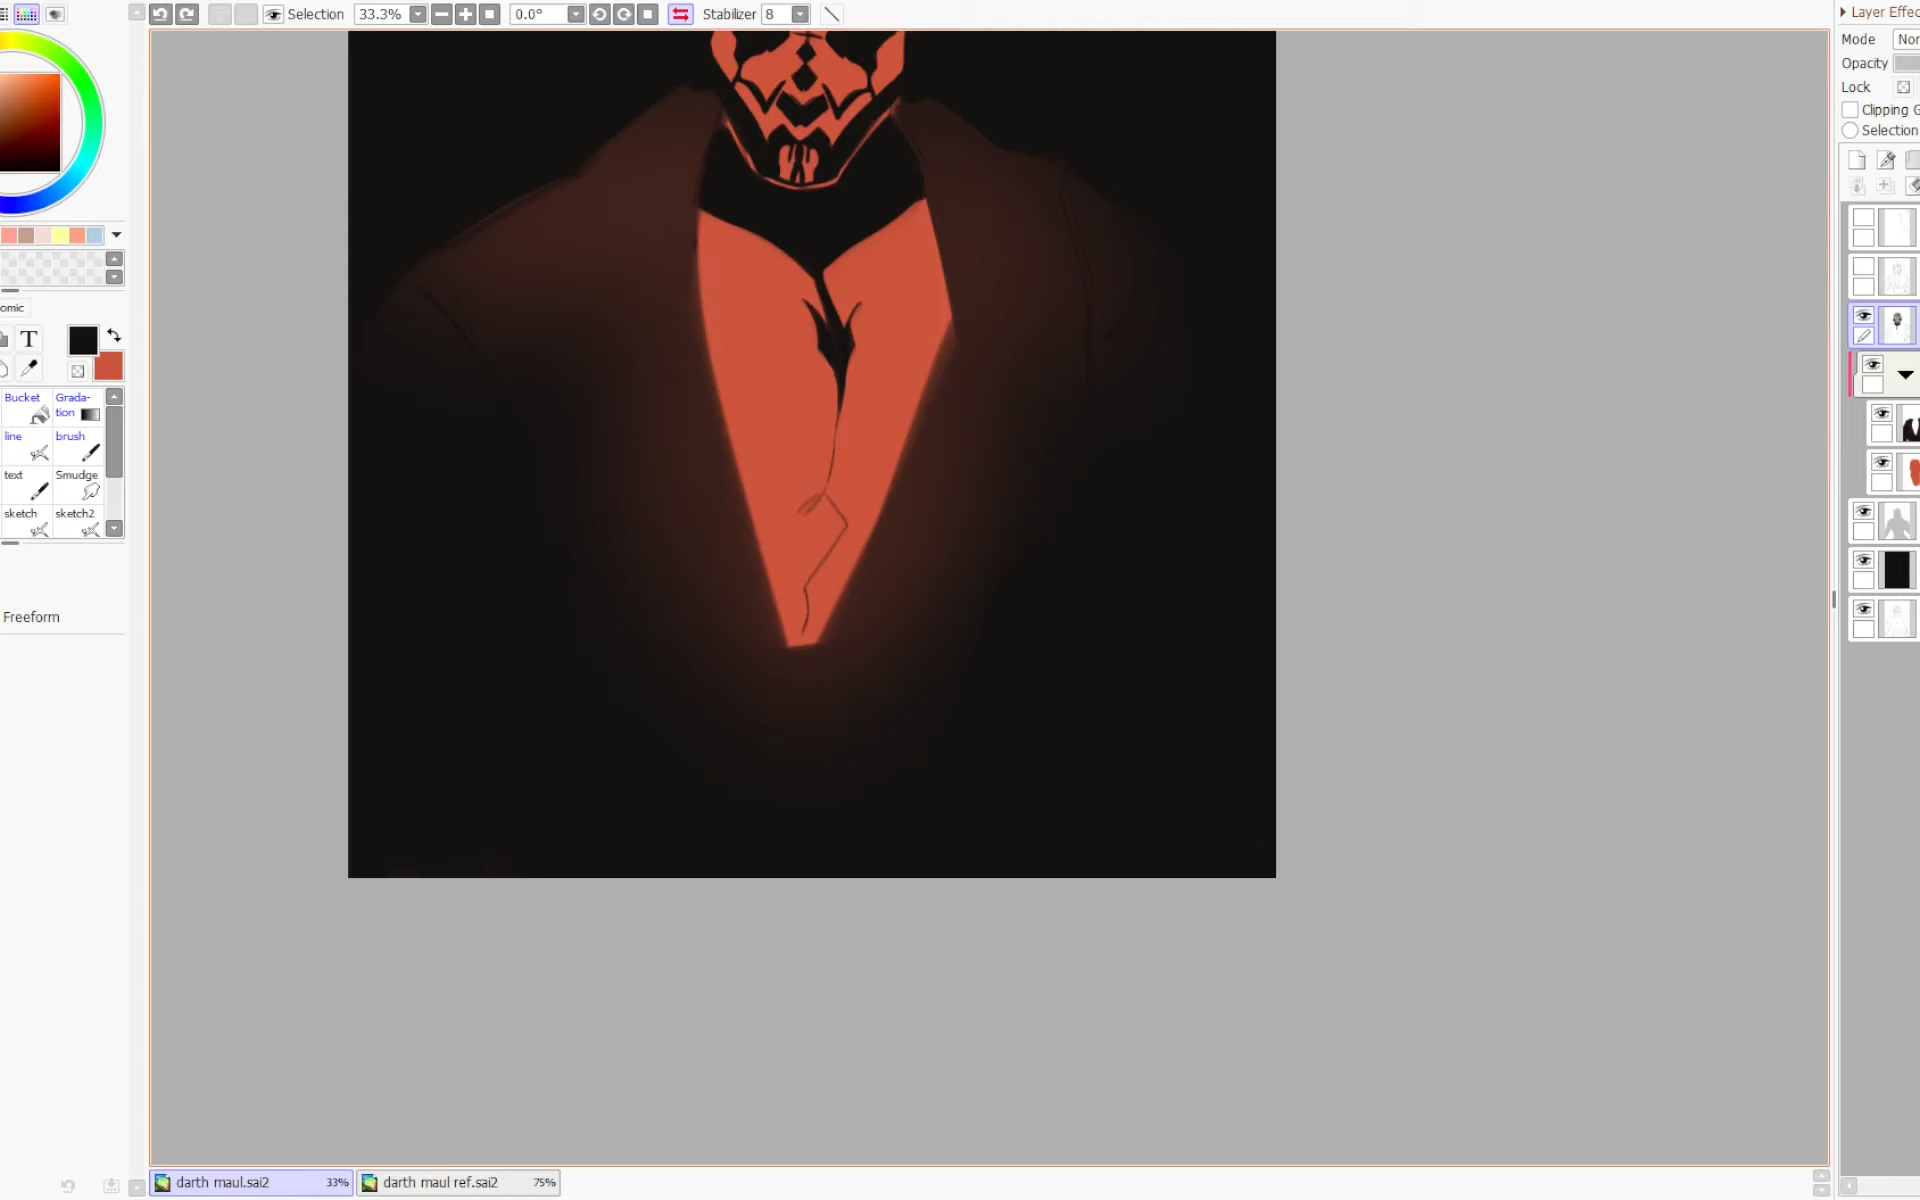 Selection 33.3% 0.0° Stabilizer 8
Layer Effec
Mode Nor
Opacity
Lock
Clipping G
Selection
omic
T
Bucket Grada-
tion
line brush
text Smudge
sketch sketch2
Freeform
darth maul.sai2 33% darth maul ref.sai2 75%